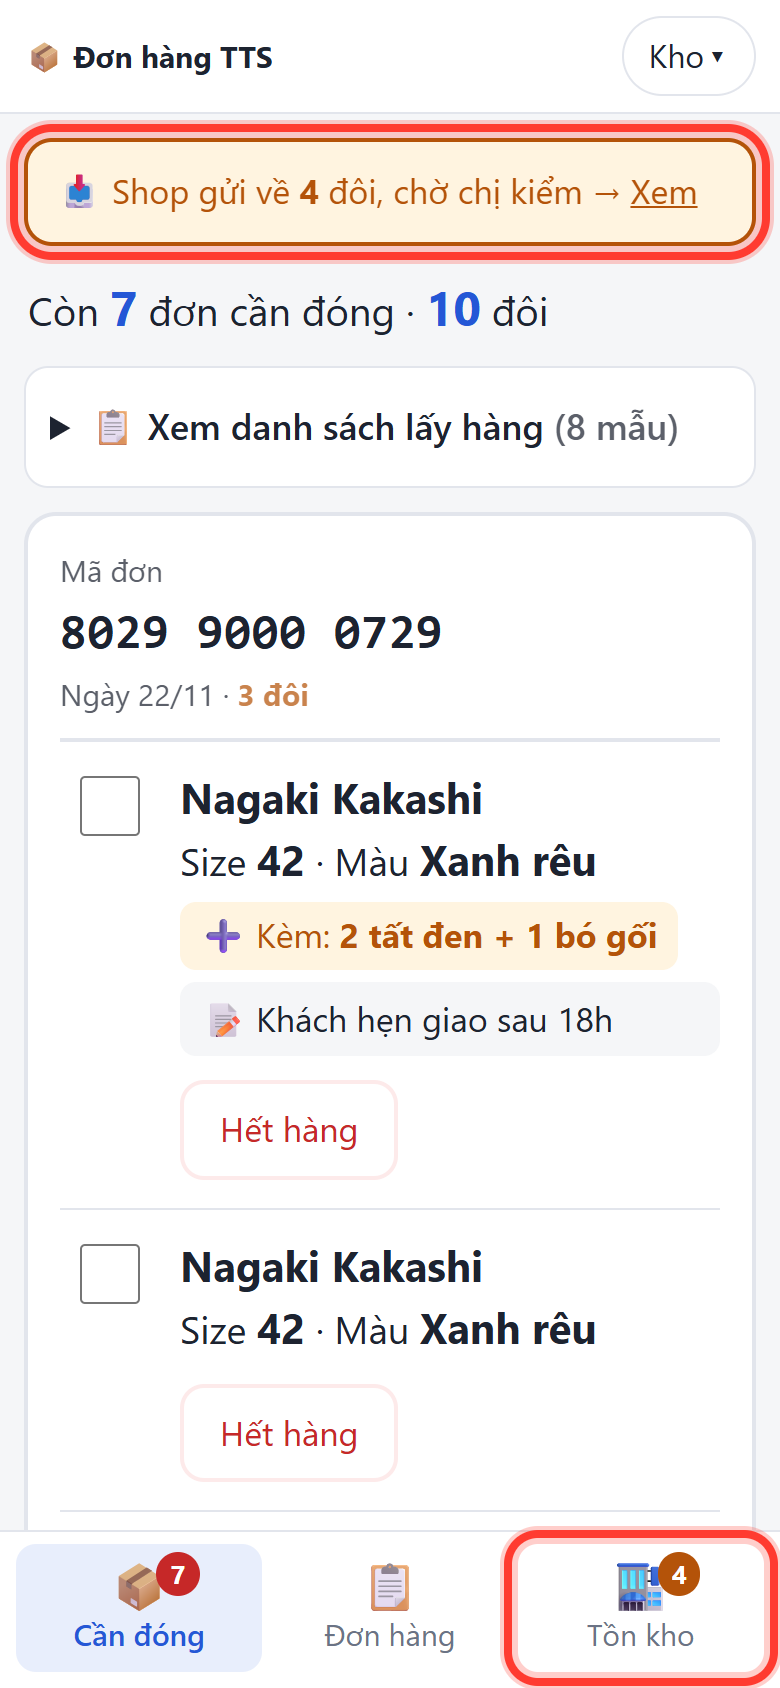 Đơn hàng TTS
Kho ▾
Shop gửi về 4 đôi, chờ chị kiểm → Xem
Còn 7 đơn cần đóng · 10 đôi
▶ Xem danh sách lấy hàng (8 mẫu)
Mã đơn
8029 9000 0729
Ngày 22/11 · 3 đôi
Nagaki Kakashi
Size 42 · Màu Xanh rêu
Kèm: 2 tất đen + 1 bó gối
Khách hẹn giao sau 18h
Hết hàng
Nagaki Kakashi
Size 42 · Màu Xanh rêu
Hết hàng
7
Cần đóng
Đơn hàng
4
Tồn kho